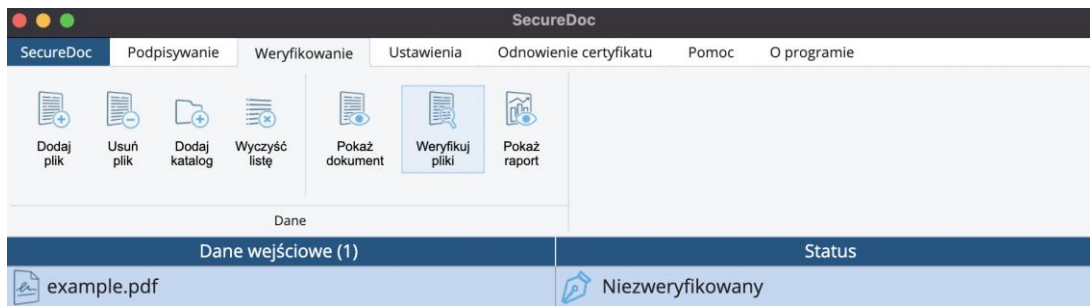 SecureDoc
SecureDoc Podpisywanie Weryfikowanie Ustawienia Odnowienie certyfikatu Pomoc O programie
Dodaj plik
Usuń plik
Dodaj katalog
Wyczyść listę
Pokaż dokument
Weryfikuj pliki
Pokaż raport
Dane
Dane wejściowe (1) Status
example.pdf Niezweryfikowany